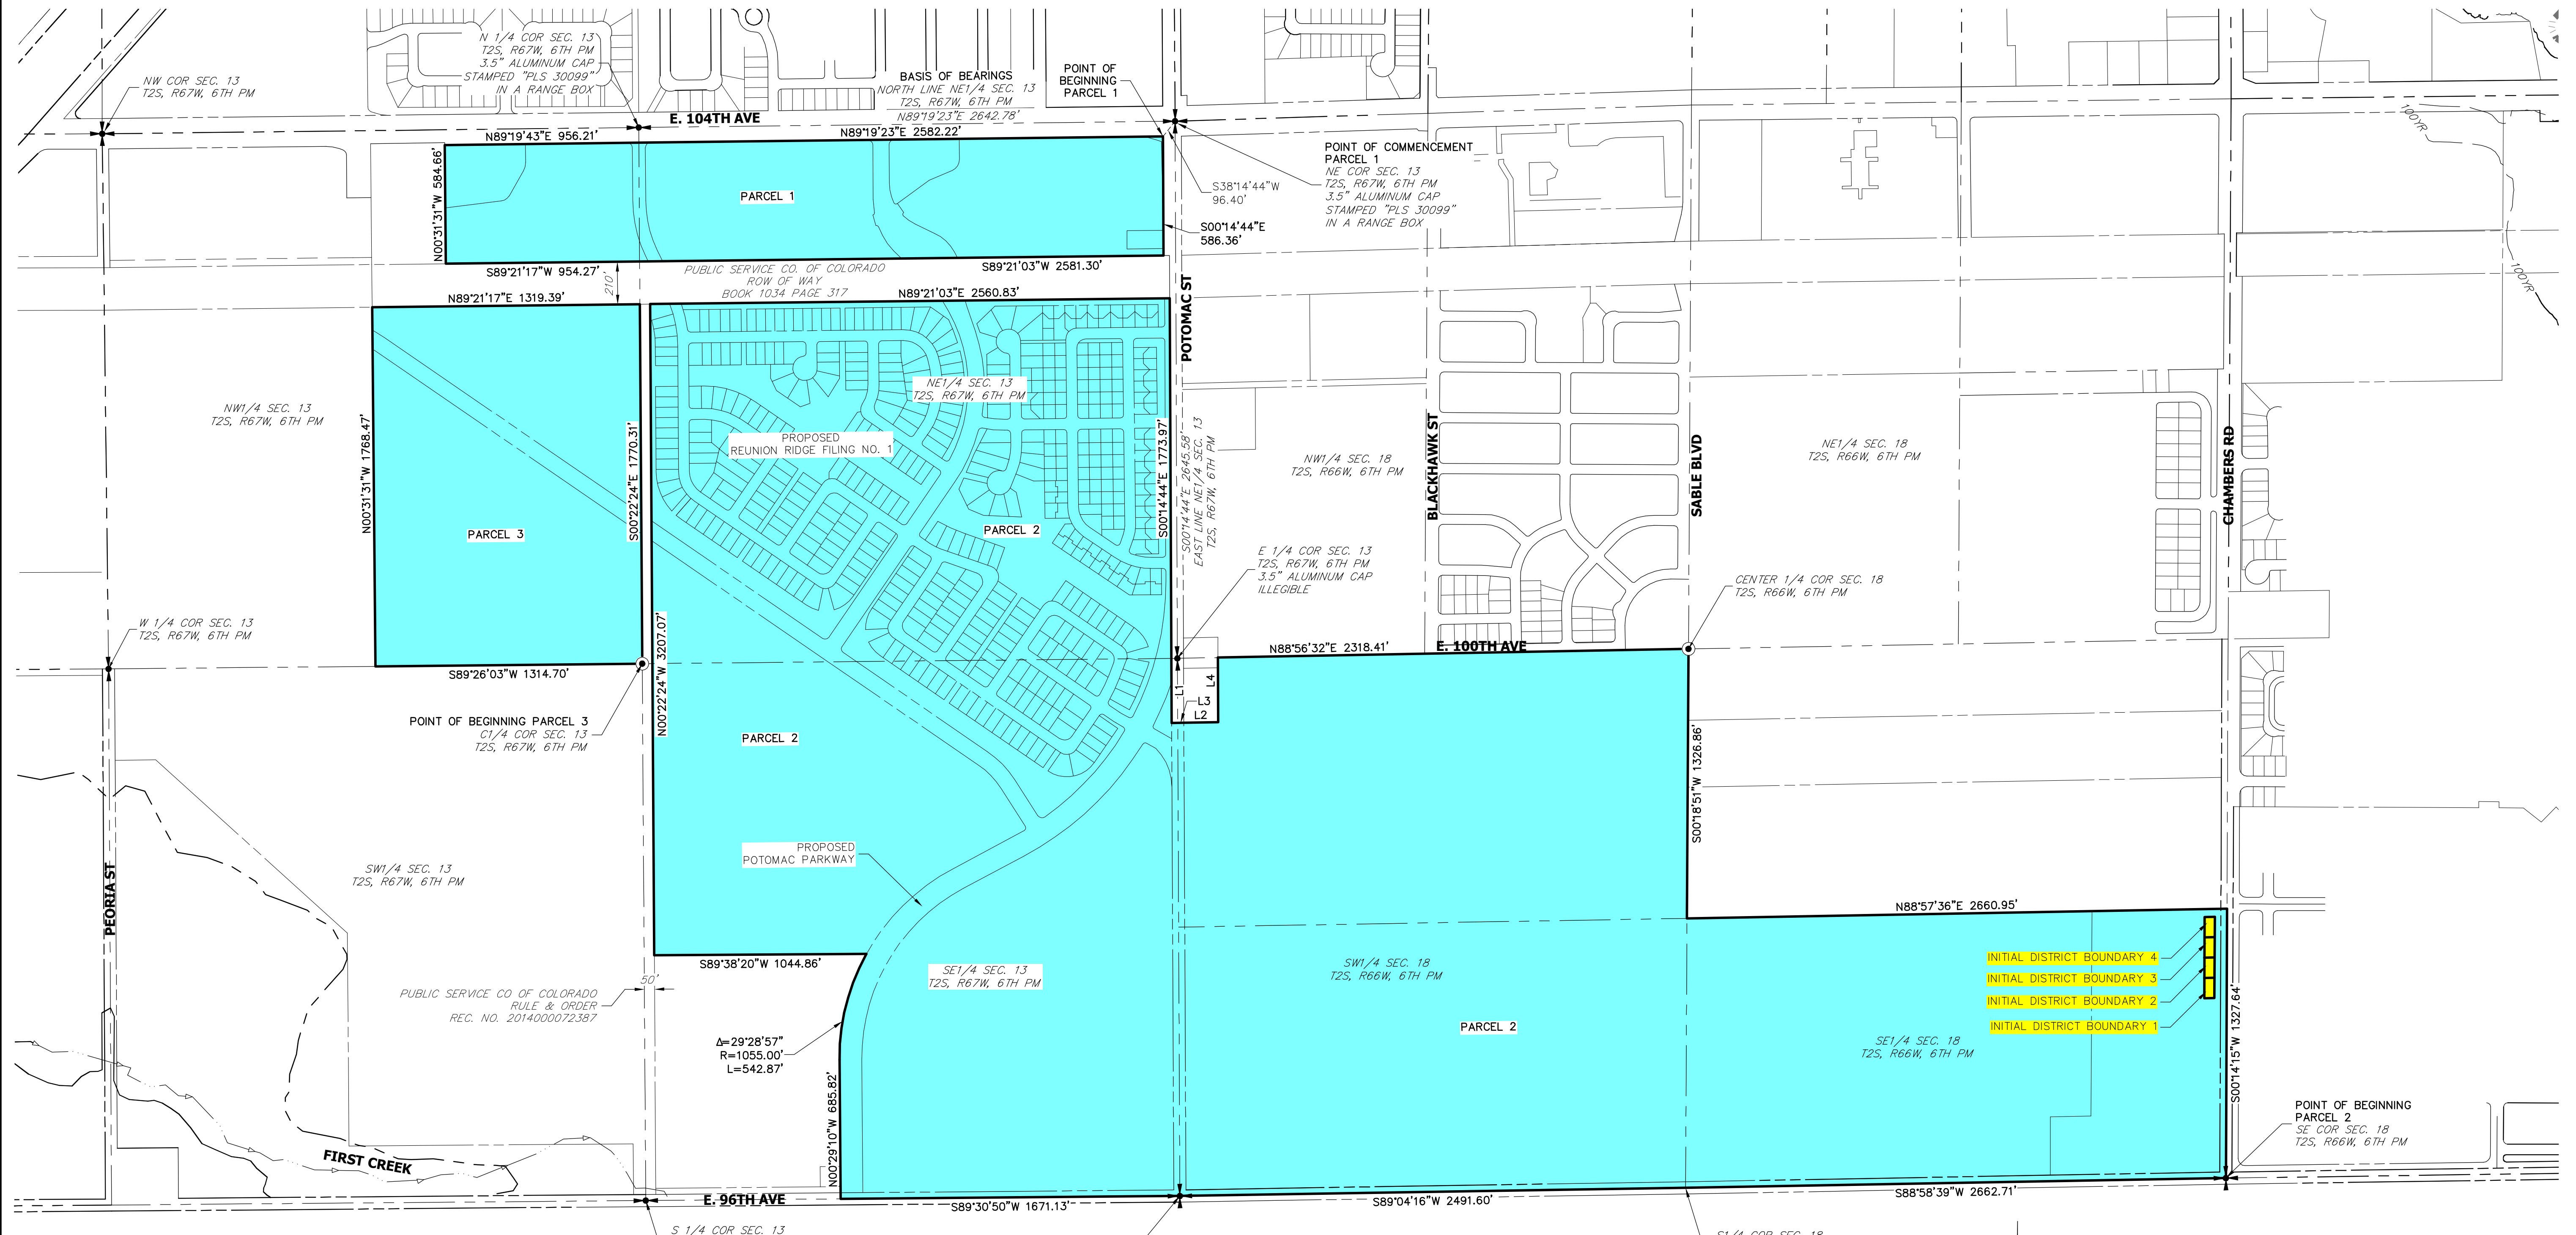 N 1/4 COR SEC. 13
T2S, R67W, 6TH PM
3.5" ALUMINUM CAP
STAMPED "PLS 30099"
IN A RANGE BOX
NW COR SEC. 13
T2S, R67W, 6TH PM
BASIS OF BEARINGS
NORTH LINE NE1/4 SEC. 13
T2S, R67W, 6TH PM
N89°19'23"E 2642.78'
POINT OF
BEGINNING
PARCEL 1
E. 104TH AVE
N89°19'43"E 956.21'
N89°19'23"E 2582.22'
N00°31'31"W 584.66'
PARCEL 1
POINT OF COMMENCEMENT
PARCEL 1
NE COR SEC. 13
T2S, R67W, 6TH PM
3.5" ALUMINUM CAP
STAMPED "PLS 30099"
IN A RANGE BOX
S38°14'44"W
96.40'
S00°14'44"E
586.36'
100YR
100YR
S89°21'17"W 954.27'
210'
PUBLIC SERVICE CO. OF COLORADO
ROW OF WAY
BOOK 1034 PAGE 317
S89°21'03"W 2581.30'
N89°21'17"E 1319.39'
N89°21'03"E 2560.83'
POTOMAC ST
NW1/4 SEC. 13
T2S, R67W, 6TH PM
N00°31'31"W 1768.47'
S00°22'24"E 1770.31'
PARCEL 3
NE1/4 SEC. 13
T2S, R67W, 6TH PM
PROPOSED
REUNION RIDGE FILING NO. 1
PARCEL 2
S00°14'44"E 1773.97'
S00°14'44"E 2645.58'
EAST LINE NE1/4 SEC. 13
T2S, R67W, 6TH PM
NW1/4 SEC. 18
T2S, R66W, 6TH PM
BLACKHAWK ST
SABLE BLVD
NE1/4 SEC. 18
T2S, R66W, 6TH PM
CHAMBERS RD
E 1/4 COR SEC. 13
T2S, R67W, 6TH PM
3.5" ALUMINUM CAP
ILLEGIBLE
CENTER 1/4 COR SEC. 18
T2S, R66W, 6TH PM
W 1/4 COR SEC. 13
T2S, R67W, 6TH PM
S89°26'03"W 1314.70'
N00°22'24"W 3207.07'
N88°56'32"E 2318.41'
E. 100TH AVE
L1
L4
L3
L2
POINT OF BEGINNING PARCEL 3
C1/4 COR SEC. 13
T2S, R67W, 6TH PM
PARCEL 2
S00°18'51"W 1326.86'
PROPOSED
POTOMAC PARKWAY
PEORIA ST
SW1/4 SEC. 13
T2S, R67W, 6TH PM
N88°57'36"E 2660.95'
S89°38'20"W 1044.86'
50'
PUBLIC SERVICE CO OF COLORADO
RULE & ORDER
REC. NO. 2014000072387
SE1/4 SEC. 13
T2S, R67W, 6TH PM
SW1/4 SEC. 18
T2S, R66W, 6TH PM
INITIAL DISTRICT BOUNDARY 4
INITIAL DISTRICT BOUNDARY 3
INITIAL DISTRICT BOUNDARY 2
INITIAL DISTRICT BOUNDARY 1
PARCEL 2
SE1/4 SEC. 18
T2S, R66W, 6TH PM
S00°14'15"W 1327.64'
Δ=29°28'57"
R=1055.00'
L=542.87'
N00°29'10"W 685.82'
POINT OF BEGINNING
PARCEL 2
SE COR SEC. 18
T2S, R66W, 6TH PM
FIRST CREEK
E. 96TH AVE
S89°30'50"W 1671.13'
S89°04'16"W 2491.60'
S88°58'39"W 2662.71'
S 1/4 COR SEC. 13
S1/4 COR SEC. 18